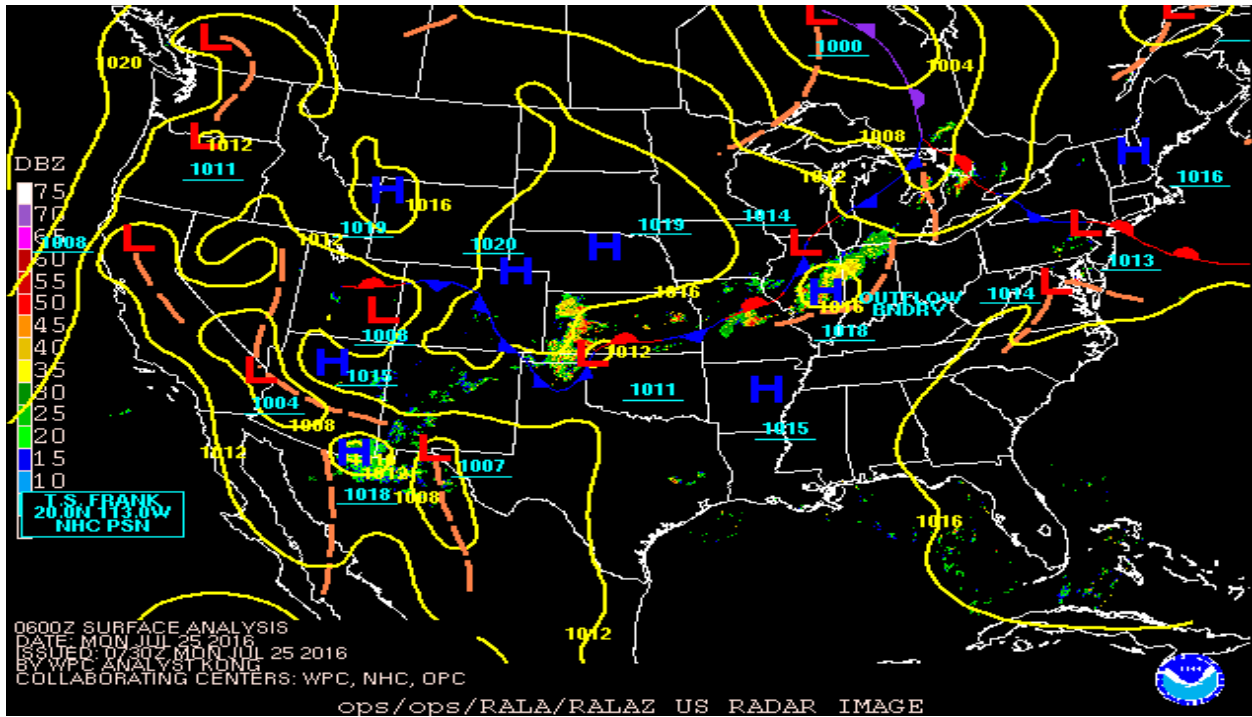 1000
1020
1004
1008
1012
1011
1012
1016
1016
1019
1014
1008
1012
1020
1019
1013
DBZ
75
70
65
60
55
50
45
40
35
30
25
20
15
10
1016
1014
OUTFLOW
BNDRY
1016
1018
1008
1012
1015
1011
1004
1008
1015
1012
1007
1018
1008
1016
T.S. FRANK
20.0N 113.0W
NHC PSN
1012
0600Z SURFACE ANALYSIS
DATE: MON JUL 25 2016
ISSUED: 0730Z MON JUL 25 2016
BY WPC ANALYST KONG
COLLABORATING CENTERS: WPC, NHC, OPC
ops/ops/RALA/RALAZ US RADAR IMAGE
L
L
L
L
L
L
L
L
L
L
L
H
H
H
H
H
H
H
H